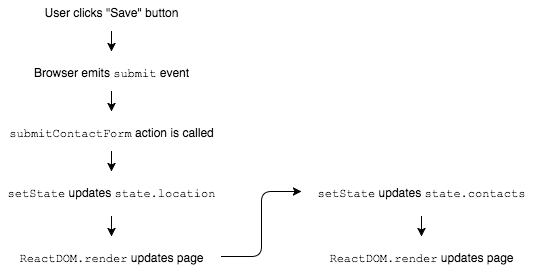 User clicks "Save" button
Browser emits submit event
submitContactForm action is called
setState updates state.location
ReactDOM.render updates page
setState updates state.contacts
ReactDOM.render updates page